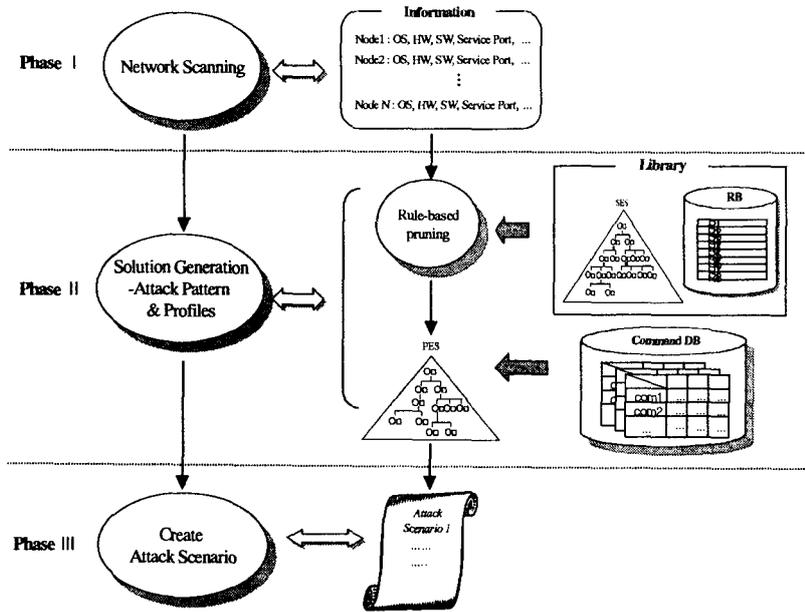 Information
Node1 : OS, HW, SW, Service Port, ...
Node2 : OS, HW, SW, Service Port, ...
Node N : OS, HW, SW, Service Port, ...
Phase I
Network Scanning
Library
SES
RB
Rule-based
pruning
Phase II
Solution Generation
-Attack Pattern
& Profiles
PES
Command DB
com1
com2
...
Phase III
Create
Attack Scenario
Attack
Scenario 1
......
.....